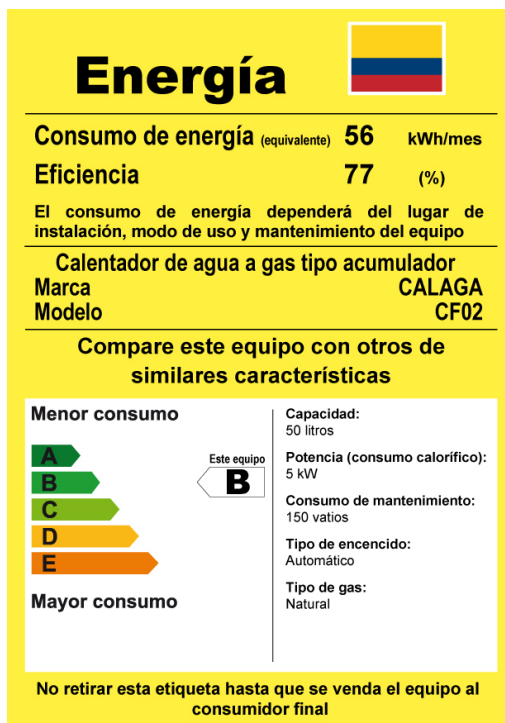 Energía
Consumo de energía (equivalente) 56 kWh/mes
Eficiencia 77 (%)
El consumo de energía dependerá del lugar de
instalación, modo de uso y mantenimiento del equipo
Calentador de agua a gas tipo acumulador
Marca CALAGA
Modelo CF02
Compare este equipo con otros de
similares características
Menor consumo
A
B
C
D
E
Mayor consumo
Este equipo
B
Capacidad:
50 litros
Potencia (consumo calorífico):
5 kW
Consumo de mantenimiento:
150 vatios
Tipo de encencido:
Automático
Tipo de gas:
Natural
No retirar esta etiqueta hasta que se venda el equipo al
consumidor final